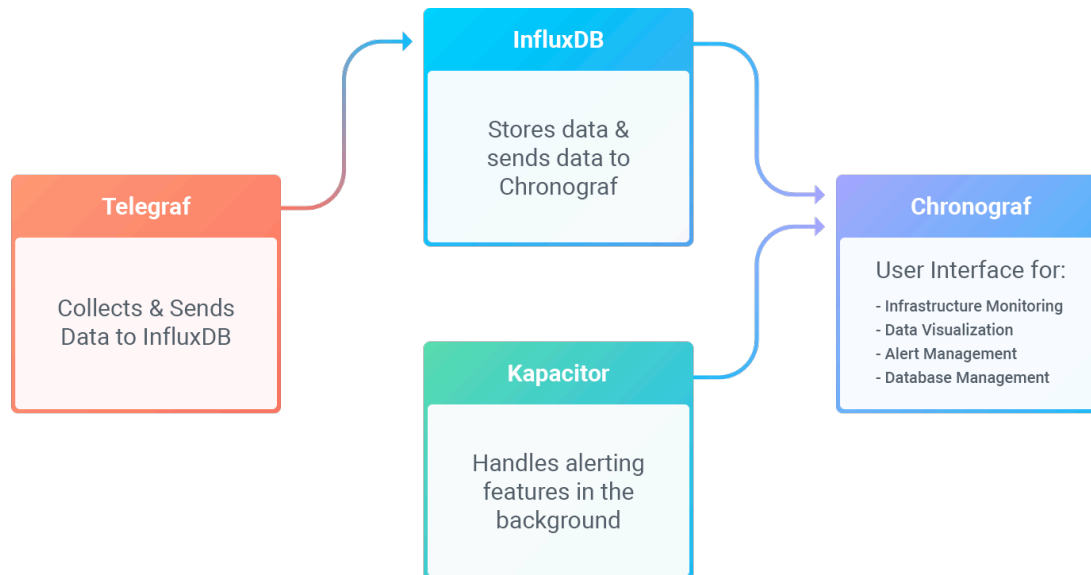 InfluxDB
Stores data &
sends data to
Chronograf
Telegraf
Collects & Sends
Data to InfluxDB
Chronograf
User Interface for:
- Infrastructure Monitoring
- Data Visualization
- Alert Management
- Database Management
Kapacitor
Handles alerting
features in the
background